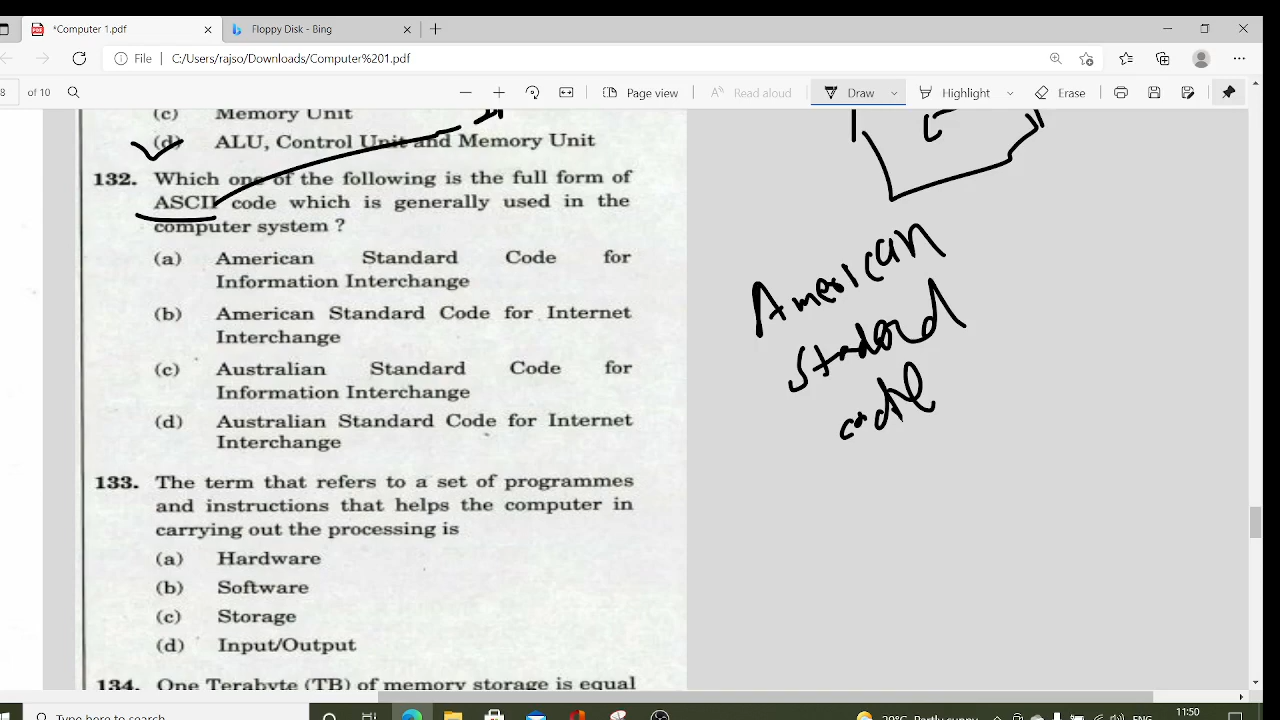 *Computer 1.pdf
Floppy Disk - Bing
File C:/Users/rajso/Downloads/Computer%201.pdf
8 of 10
Page view
Read aloud
Draw
Highlight
Erase
(c) Memory Unit
(d) ALU, Control Unit and Memory Unit
132. Which one of the following is the full form of
ASCII code which is generally used in the
computer system ?
(a) American Standard Code for
Information Interchange
(b) American Standard Code for Internet
Interchange
(c) Australian Standard Code for
Information Interchange
(d) Australian Standard Code for Internet
Interchange
133. The term that refers to a set of programmes
and instructions that helps the computer in
carrying out the processing is
(a) Hardware
(b) Software
(c) Storage
(d) Input/Output
134. One Terabyte (TB) of memory storage is equal
American
code
Type here to search
Partly sunny
ENG
11:50